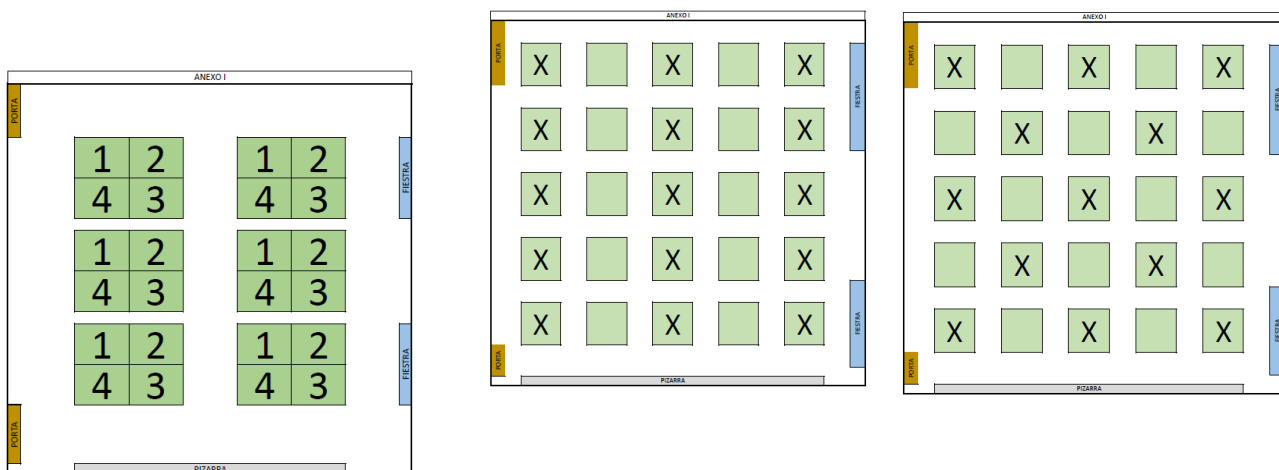 ANEXO I
PORTA
1 2 1 2
4 3 4 3
FIESTRA
1 2 1 2
4 3 4 3
1 2 1 2
4 3 4 3
FIESTRA
PORTA
PIZARRA
ANEXO I
PORTA
X X X
FIESTRA
X X X
X X X
X X X
X X X
FIESTRA
PORTA
PIZARRA
ANEXO I
PORTA
X X X
FIESTRA
X X
X X X
X X
X X X
FIESTRA
PORTA
PIZARRA